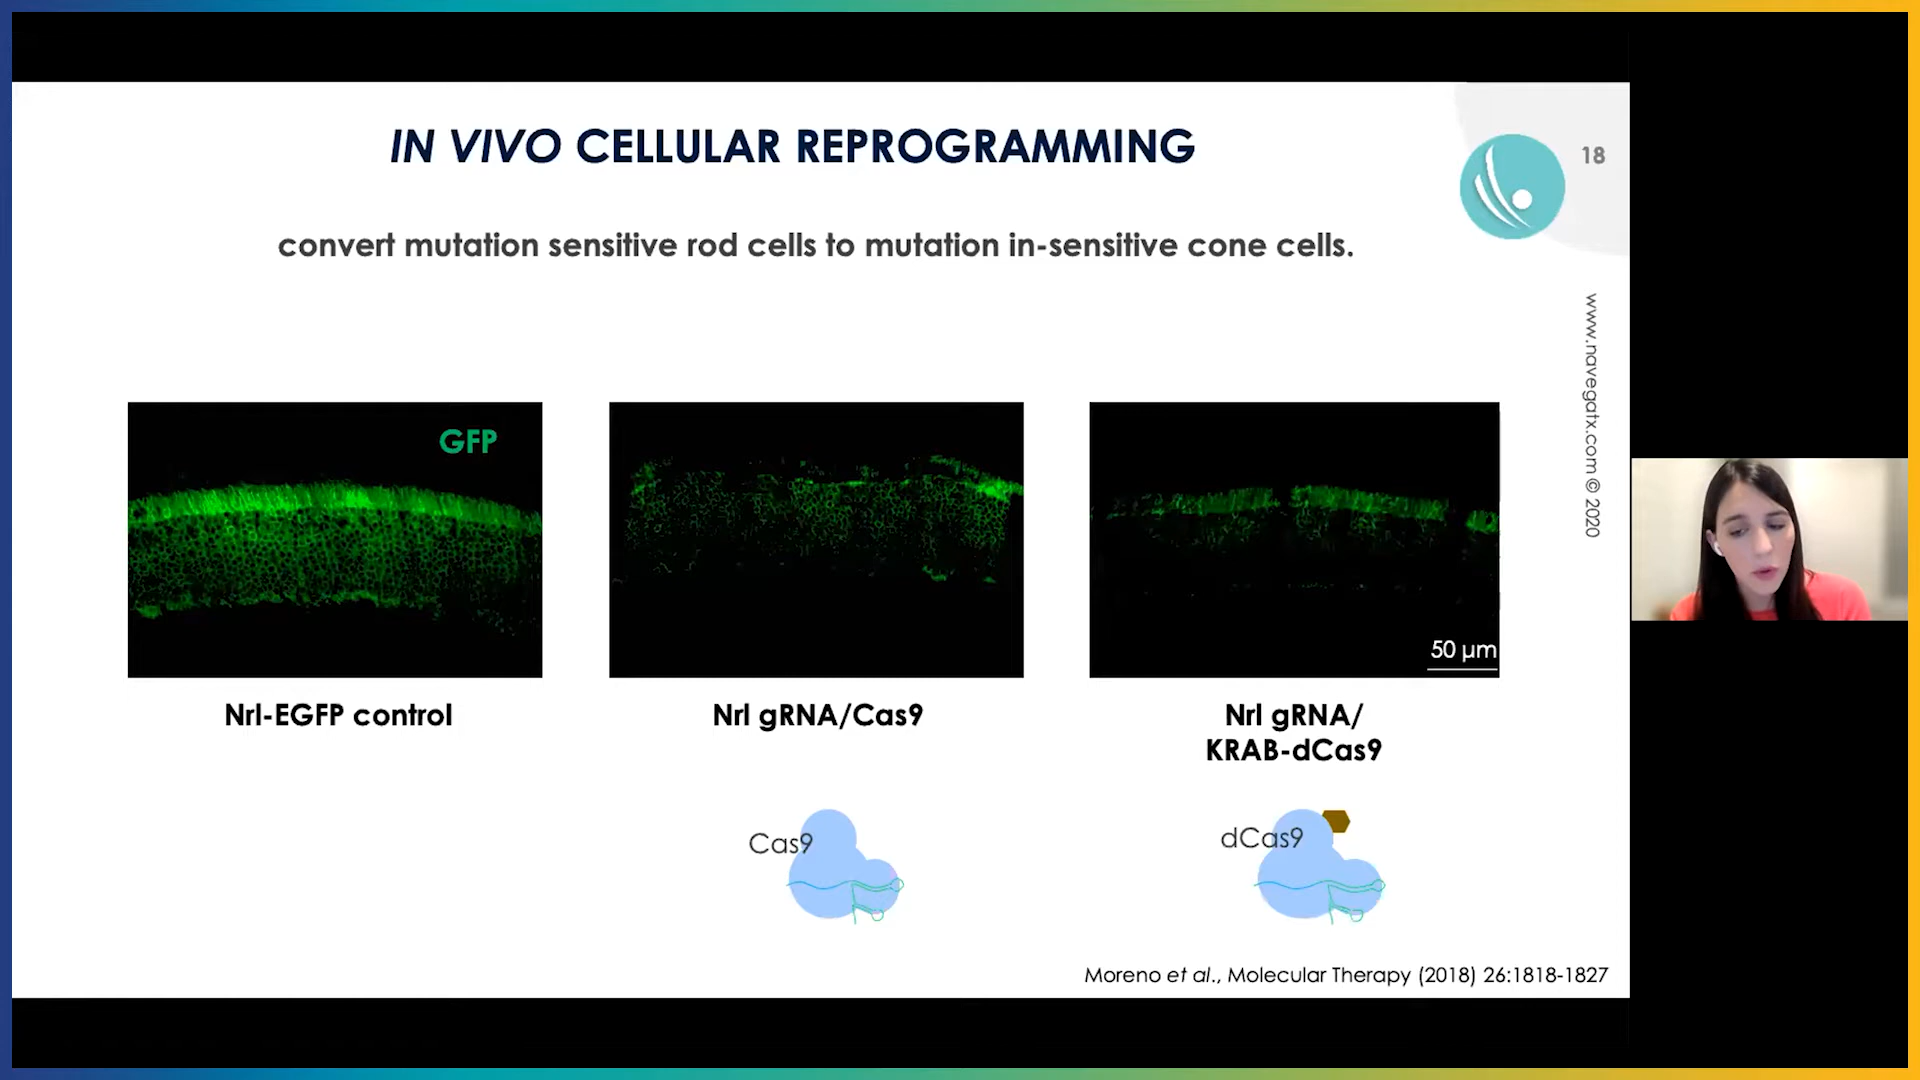 IN VIVO CELLULAR REPROGRAMMING
18
convert mutation sensitive rod cells to mutation in-sensitive cone cells.
www.navegatx.com © 2020
GFP
50 µm
Nrl-EGFP control
Nrl gRNA/Cas9
Nrl gRNA/
KRAB-dCas9
Cas9
dCas9
Moreno et al., Molecular Therapy (2018) 26:1818-1827